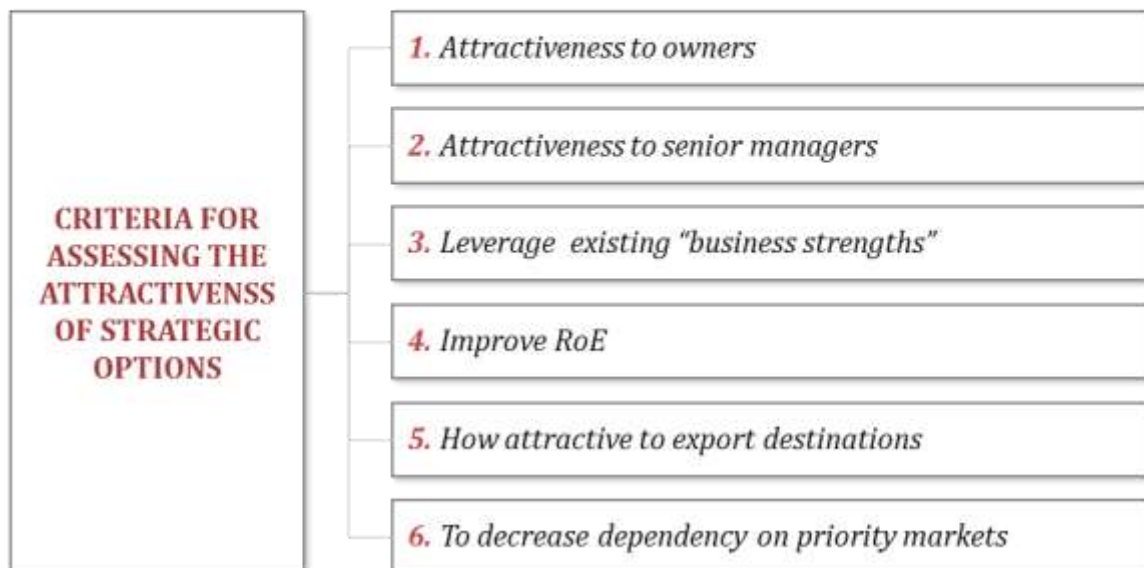 CRITERIA FOR
ASSESSING THE
ATTRACTIVENSS
OF STRATEGIC
OPTIONS
1. Attractiveness to owners
2. Attractiveness to senior managers
3. Leverage existing “business strengths”
4. Improve RoE
5. How attractive to export destinations
6. To decrease dependency on priority markets